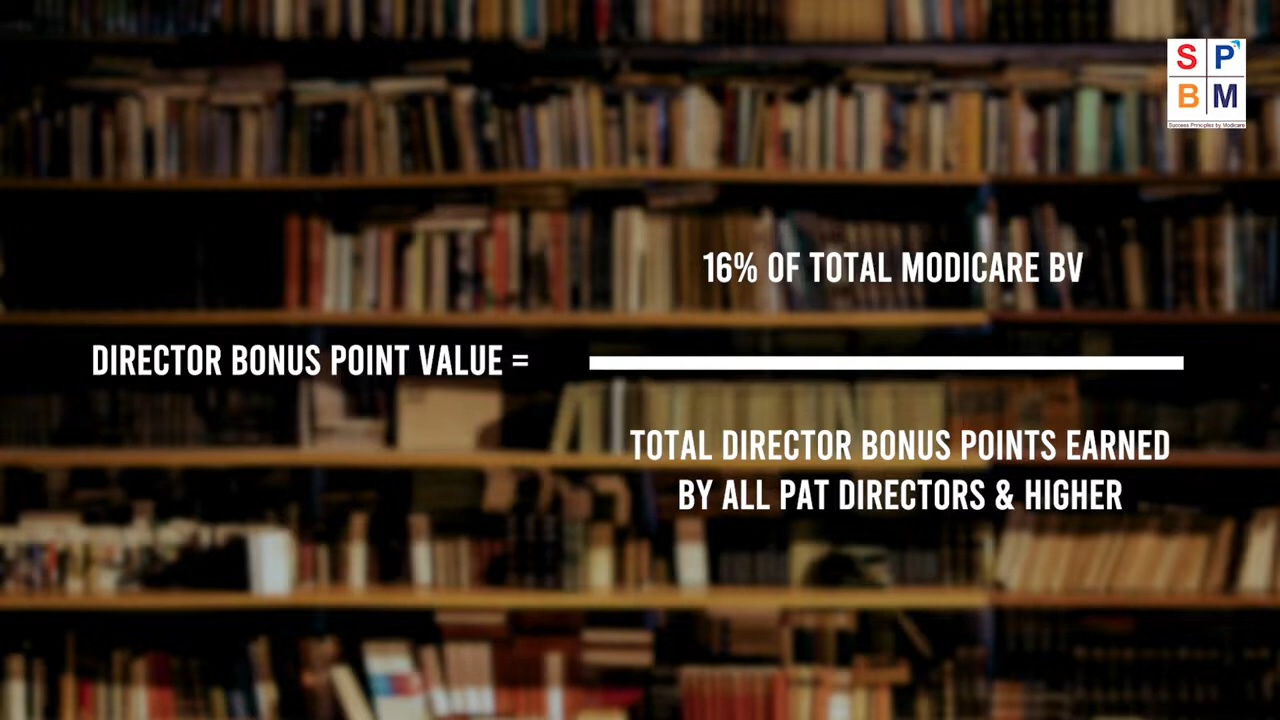 S P
B M
Success Principles by Modicare
16% OF TOTAL MODICARE BV
DIRECTOR BONUS POINT VALUE =
TOTAL DIRECTOR BONUS POINTS EARNED
BY ALL PAT DIRECTORS & HIGHER